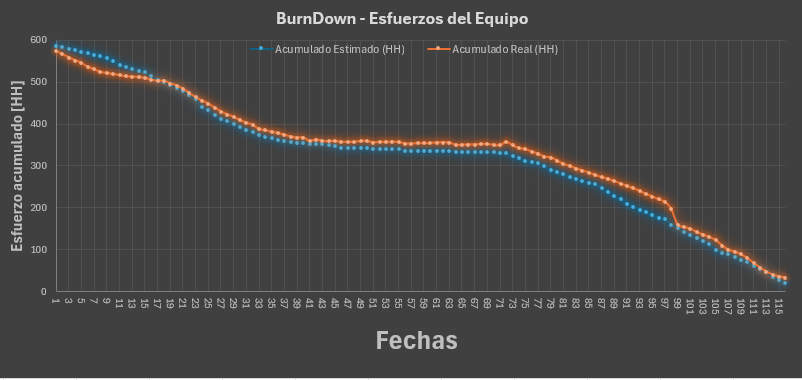 BurnDown - Esfuerzos del Equipo
Acumulado Estimado (HH) Acumulado Real (HH)
Esfuerzo acumulado [HH]
600
500
400
300
200
100
0
1 3 5 7 9 11 13 15 17 19 21 23 25 27 29 31 33 35 37 39 41 43 45 47 49 51 53 55 57 59 61 63 65 67 69 71 73 75 77 79 81 83 85 87 89 91 93 95 97 99 101 103 105 107 109 111 113 115
Fechas